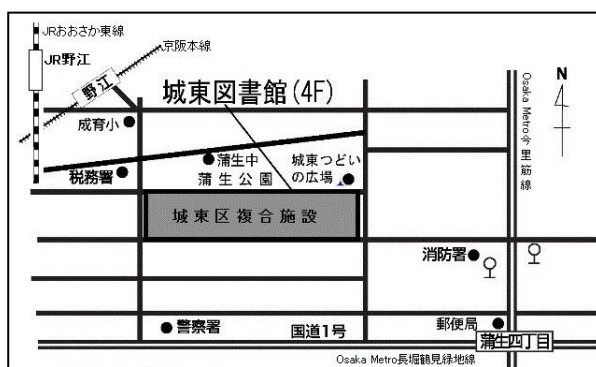 JRおおさか東線
京阪本線
JR野江
野江
成育小
城東図書館(4F)
Osaka Metro今里筋線
N
税務署
蒲生中
蒲生公園
城東つどい
の広場
城東区複合施設
消防署
警察署
国道1号
郵便局
蒲生四丁目
Osaka Metro長堀鶴見緑地線